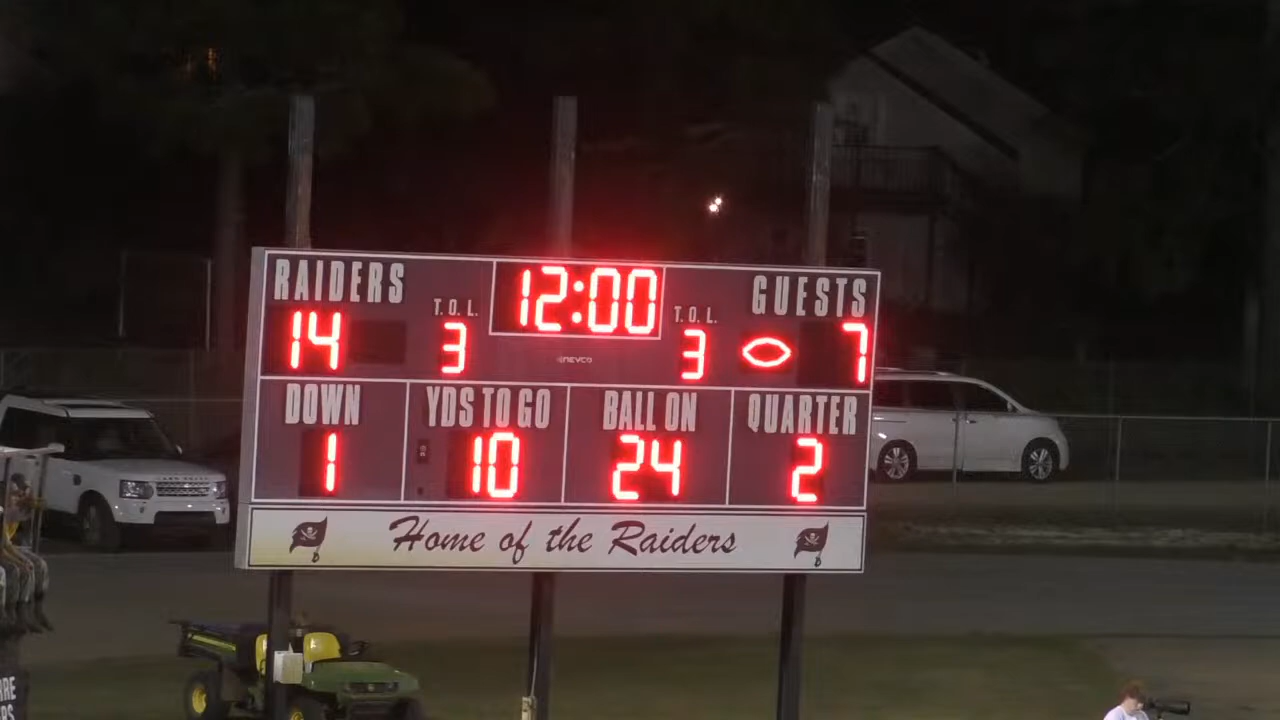 RAIDERS 12:00 GUESTS
T.O.L. T.O.L.
14 3 3 7
NEVCO
DOWN YDS TO GO BALL ON QUARTER
1 10 24 2
Home of the Raiders